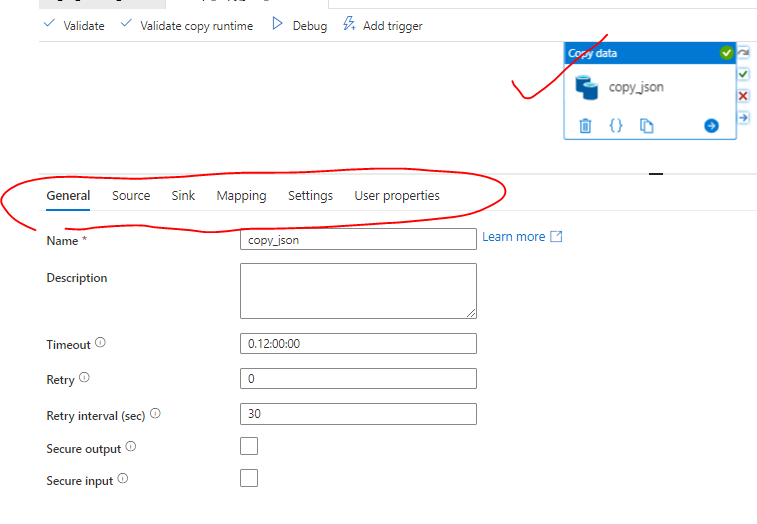 Validate Validate copy runtime Debug Add trigger
Copy data
copy_json
{}
General Source Sink Mapping Settings User properties
Name * copy_json Learn more
Description
Timeout 0.12:00:00
Retry 0
Retry interval (sec) 30
Secure output
Secure input